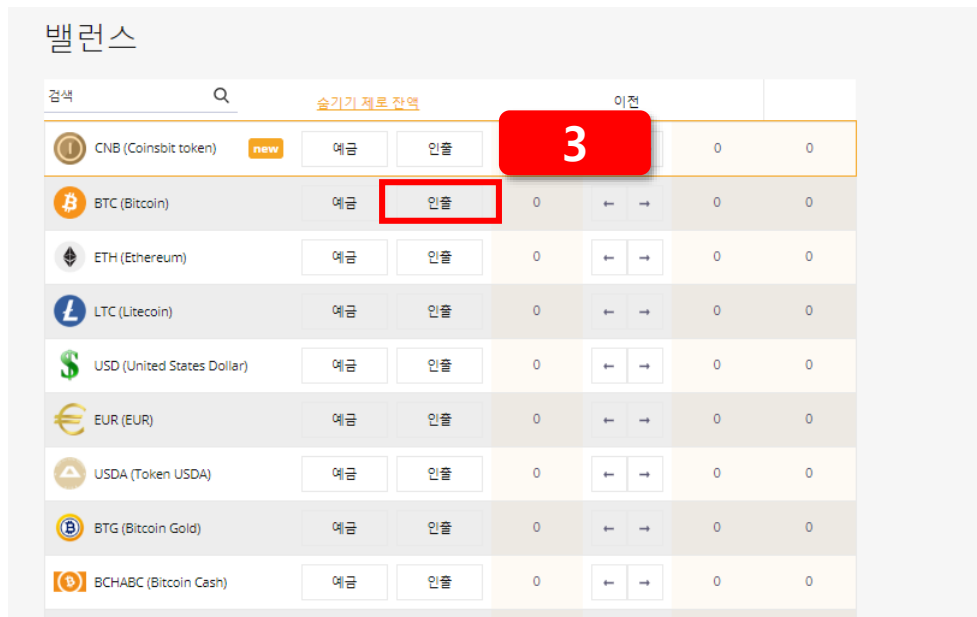 밸런스
검색 숨기기 제로 잔액 이전
CNB (Coinsbit token) new 예금 인출 3 0 0
BTC (Bitcoin) 예금 인출 0 ← → 0 0
ETH (Ethereum) 예금 인출 0 ← → 0 0
LTC (Litecoin) 예금 인출 0 ← → 0 0
USD (United States Dollar) 예금 인출 0 ← → 0 0
EUR (EUR) 예금 인출 0 ← → 0 0
USDA (Token USDA) 예금 인출 0 ← → 0 0
BTG (Bitcoin Gold) 예금 인출 0 ← → 0 0
BCHABC (Bitcoin Cash) 예금 인출 0 ← → 0 0